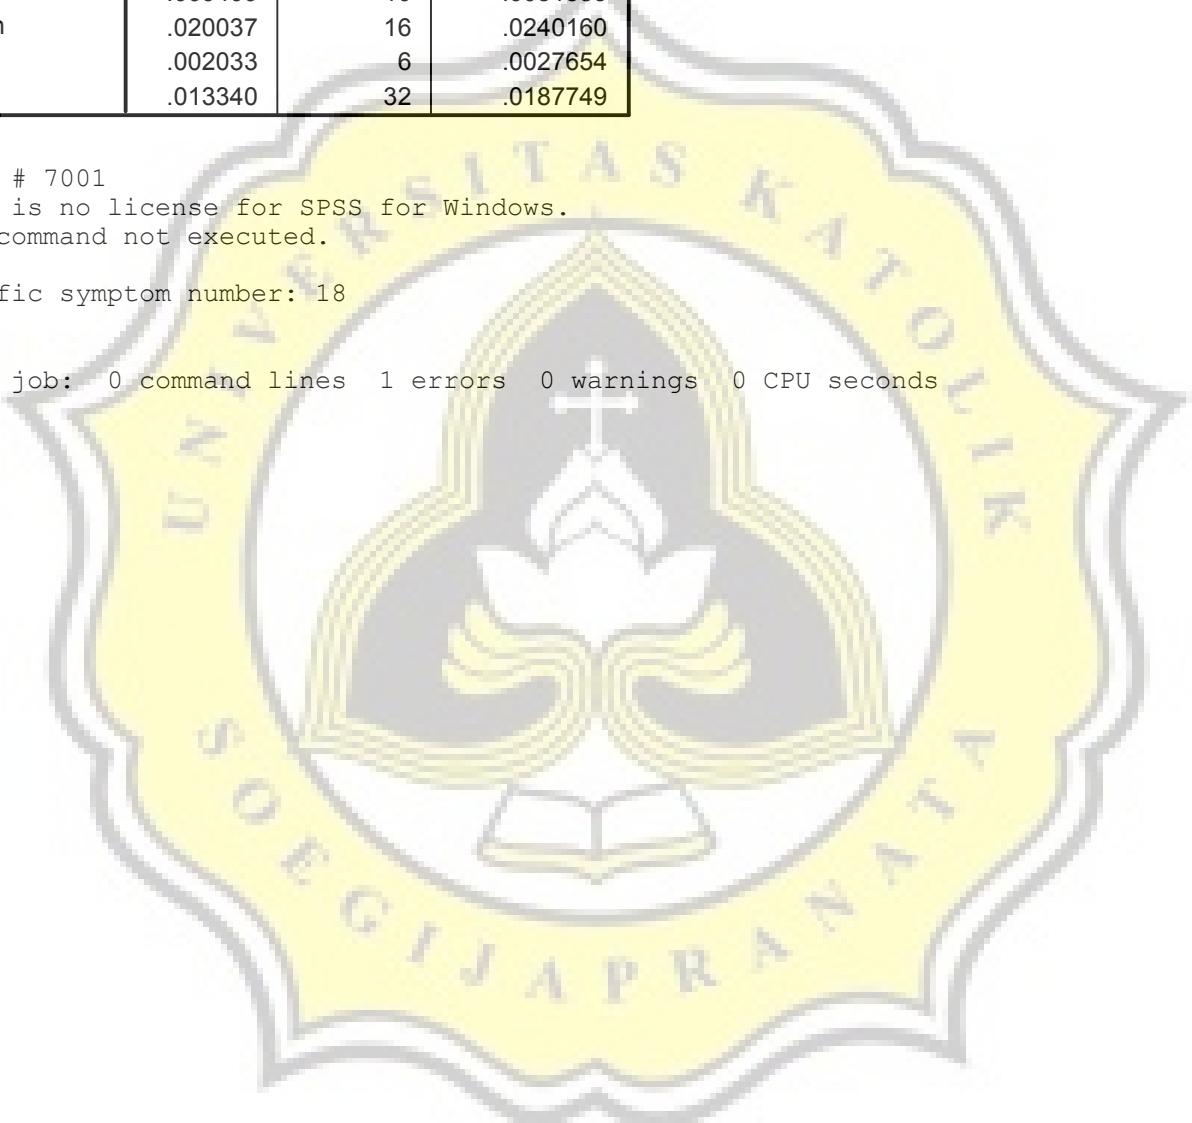 n .020037 16 .0240160
.002033 6 .0027654
.013340 32 .0187749
# 7001
is no license for SPSS for Windows.
command not executed.
fic symptom number: 18
job: 0 command lines 1 errors 0 warnings 0 CPU seconds
UNIVERSITAS KATOLIK
SOEGIJAPRANATA